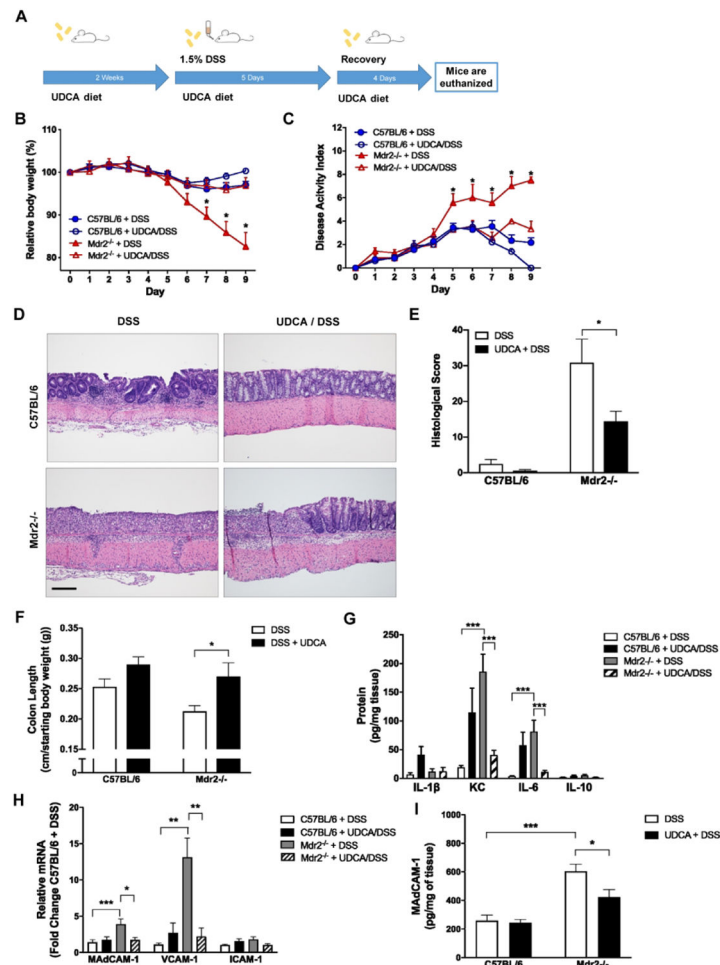 A
1.5% DSS
Recovery
2 Weeks
5 Days
4 Days
Mice are
euthanized
UDCA diet
UDCA diet
UDCA diet
B
Relative body weight (%)
110
100
90
80
0 1 2 3 4 5 6 7 8 9
Day
C57BL/6 + DSS
C57BL/6 + UDCA/DSS
Mdr2-/- + DSS
Mdr2-/- + UDCA/DSS
* * *
C
Disease Acitvity Index
12
10
8
6
4
2
0
0 1 2 3 4 5 6 7 8 9
Day
C57BL/6 + DSS
C57BL/6 + UDCA/DSS
Mdr2-/- + DSS
Mdr2-/- + UDCA/DSS
* * * * *
D
DSS
UDCA / DSS
C57BL/6
Mdr2-/-
E
Histological Score
40
30
20
10
0
C57BL/6
Mdr2-/-
DSS
UDCA + DSS
*
F
Colon Length
(cm/starting body weight (g))
0.30
0.25
0.20
0.15
0
C57BL/6
Mdr2-/-
DSS
DSS + UDCA
*
G
Protein
(pg/mg tissue)
250
200
150
100
50
0
IL-1β
KC
IL-6
IL-10
C57BL/6 + DSS
C57BL/6 + UDCA/DSS
Mdr2-/- + DSS
Mdr2-/- + UDCA/DSS
***
***
***
***
H
Relative mRNA
(Fold Change C57BL/6 + DSS)
20
15
10
5
0
MAdCAM-1
VCAM-1
ICAM-1
C57BL/6 + DSS
C57BL/6 + UDCA/DSS
Mdr2-/- + DSS
Mdr2-/- + UDCA/DSS
***
*
**
**
I
MAdCAM-1
(pg/mg of tissue)
1000
800
600
400
200
0
C57BL/6
Mdr2-/-
DSS
UDCA + DSS
***
*